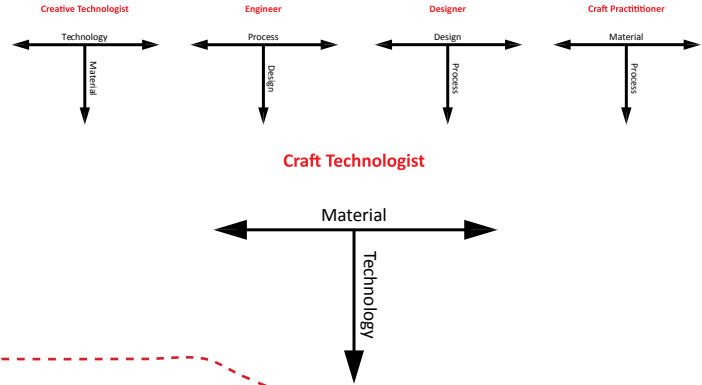 Creative Technologist
Engineer
Designer
Craft Practitioner
Technology
Process
Design
Material
Material
Design
Process
Process
Craft Technologist
Material
Technology